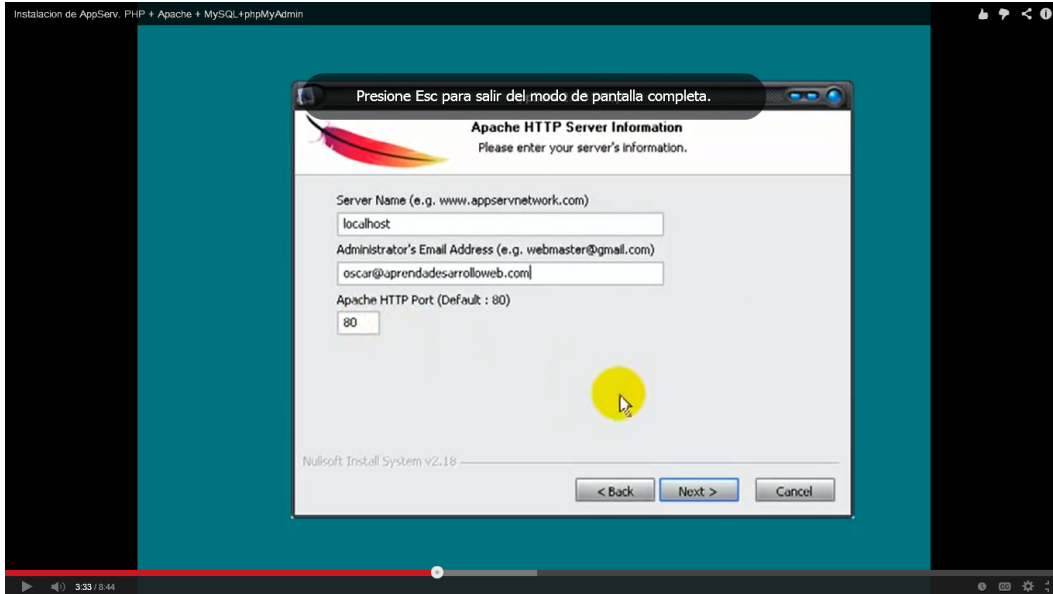 Instalacion de AppServ. PHP + Apache + MySQL+phpMyAdmin
Presione Esc para salir del modo de pantalla completa.
Apache HTTP Server Information
Please enter your server's information.
Server Name (e.g. www.appservnetwork.com)
localhost
Administrator's Email Address (e.g. webmaster@gmail.com)
oscar@aprendadesarrolloweb.com
Apache HTTP Port (Default : 80)
80
Nullsoft Install System v2.18
< Back Next > Cancel
3:33 / 8:44 CC